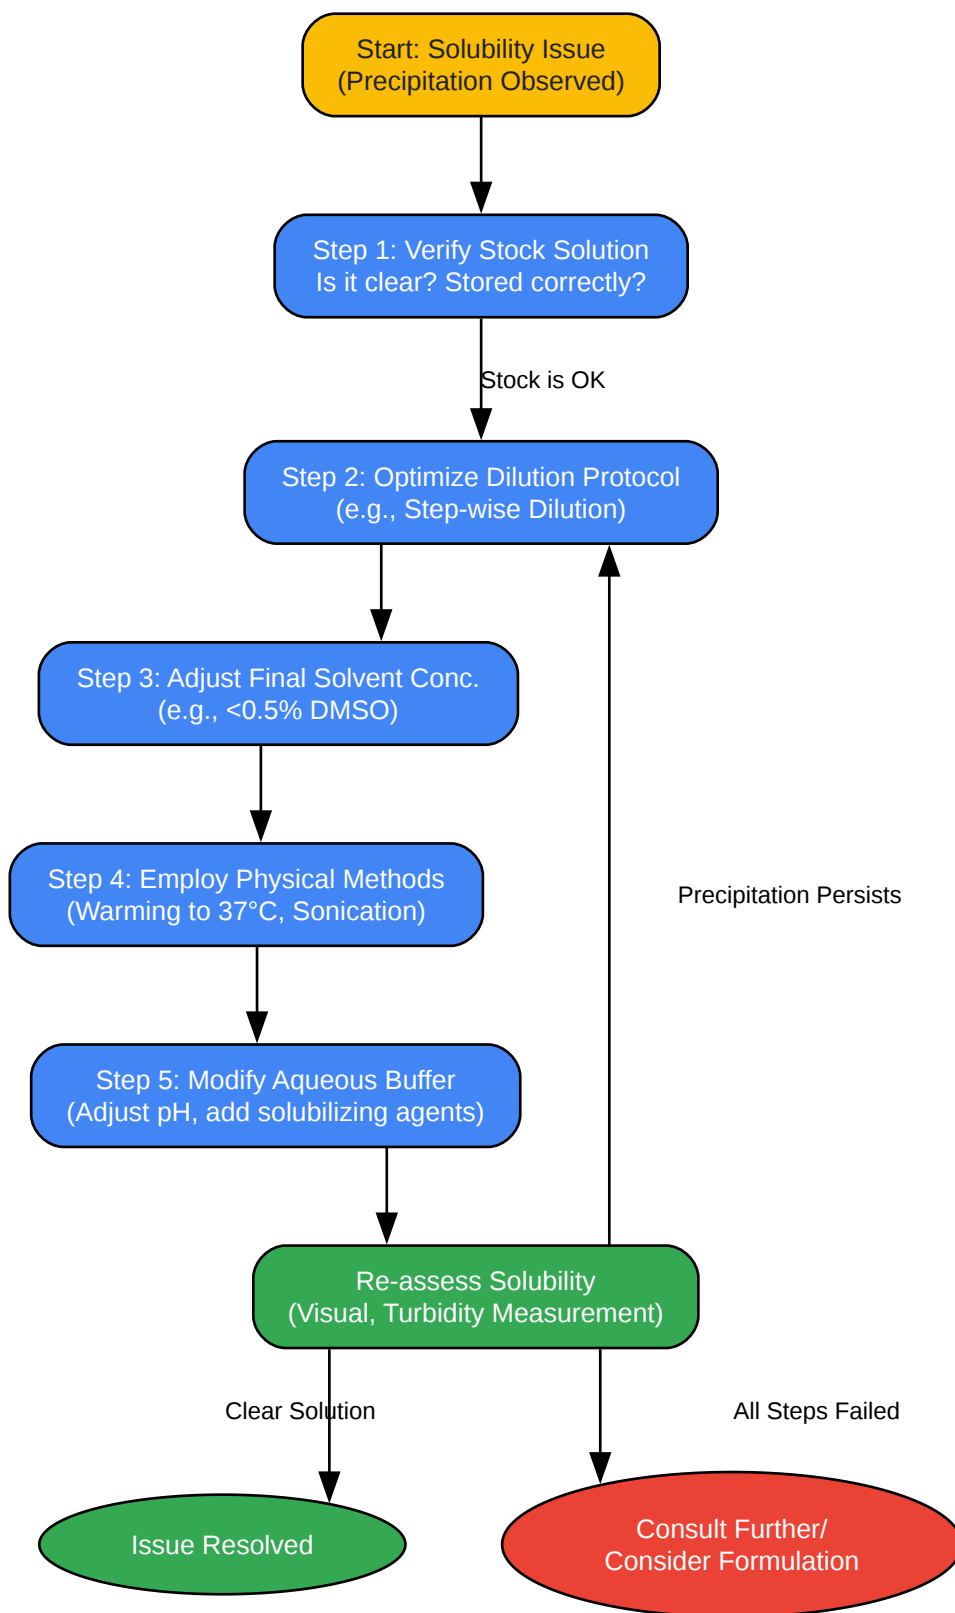 Start: Solubility Issue
(Precipitation Observed)
Step 1: Verify Stock Solution
Is it clear? Stored correctly?
Stock is OK
Step 2: Optimize Dilution Protocol
(e.g., Step-wise Dilution)
Step 3: Adjust Final Solvent Conc.
(e.g., <0.5% DMSO)
Step 4: Employ Physical Methods
(Warming to 37°C, Sonication)
Precipitation Persists
Step 5: Modify Aqueous Buffer
(Adjust pH, add solubilizing agents)
Re-assess Solubility
(Visual, Turbidity Measurement)
Clear Solution
All Steps Failed
Issue Resolved
Consult Further/
Consider Formulation